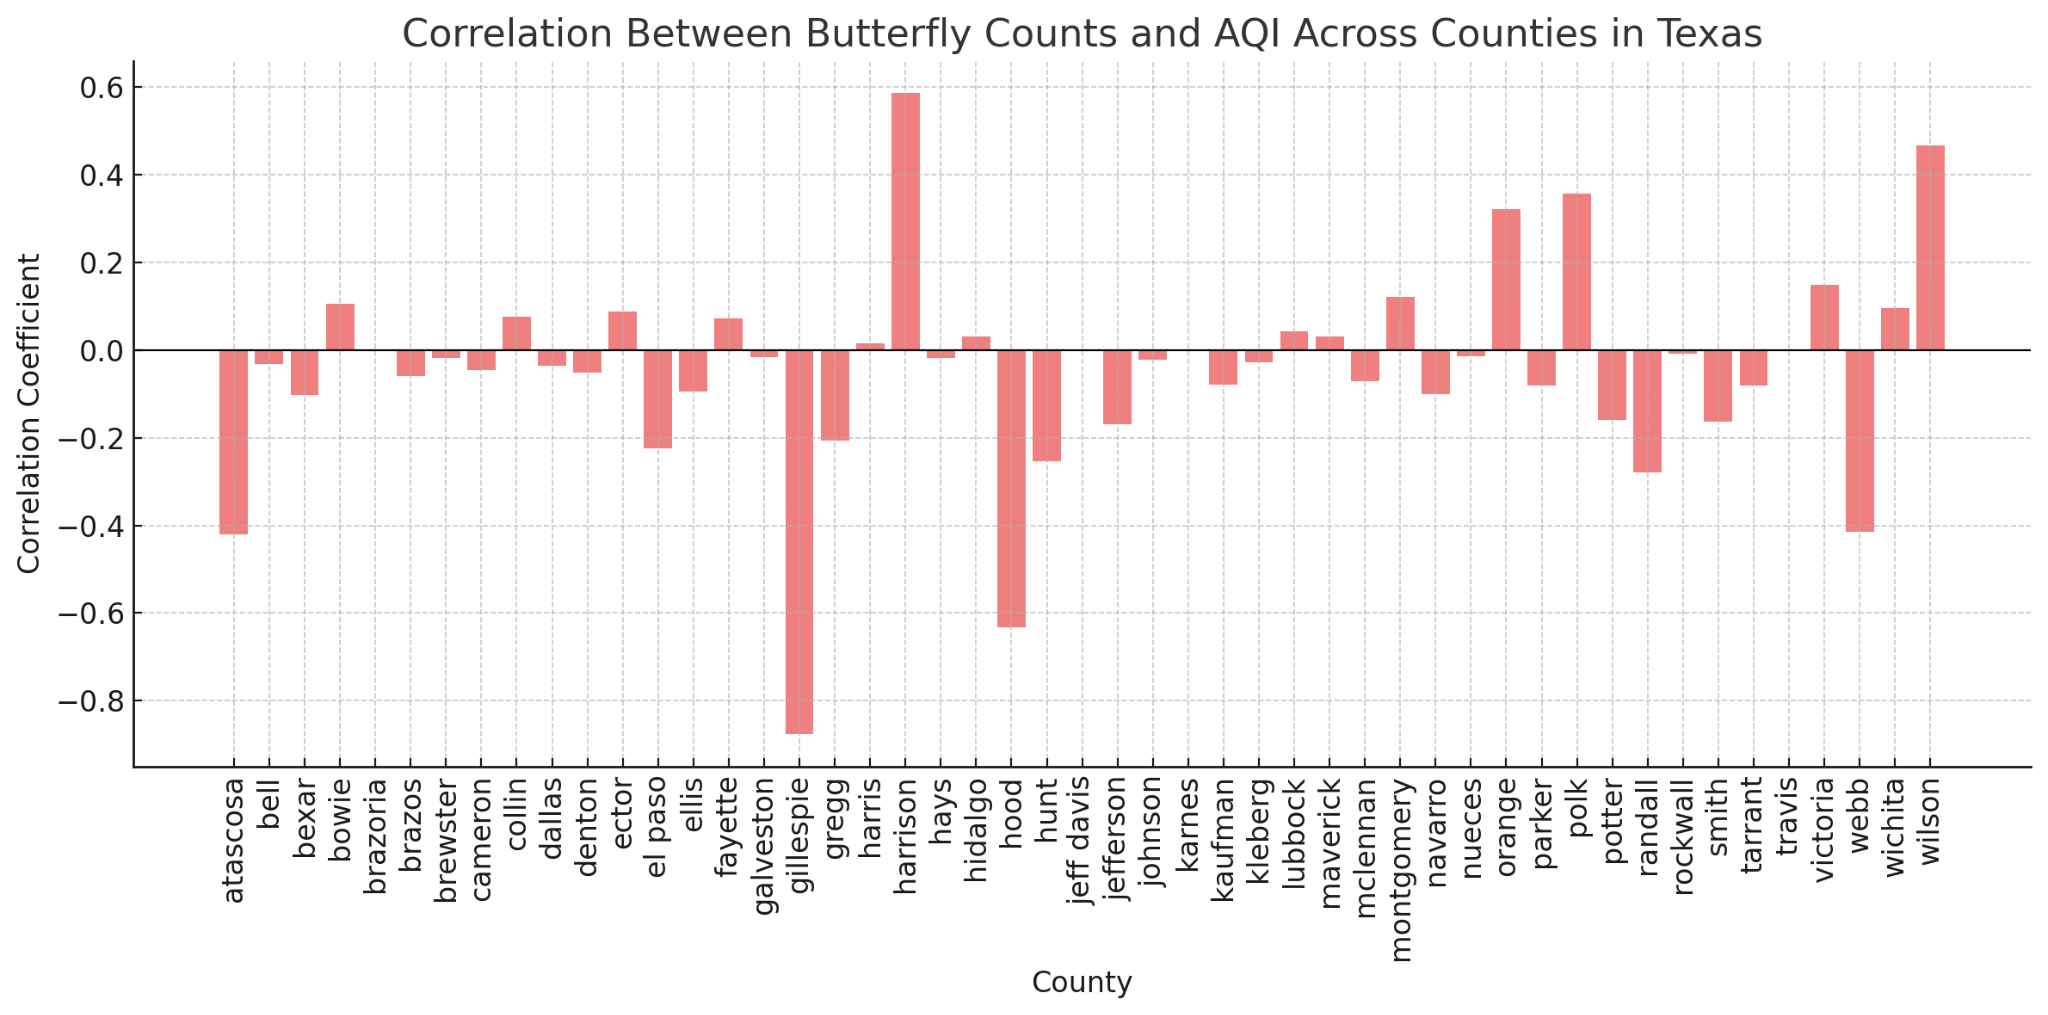 Correlation Between Butterfly Counts and AQI Across Counties in Texas
Correlation Coefficient
0.6
0.4
0.2
0.0
−0.2
−0.4
−0.6
−0.8
atascosa
bell
bexar
bowie
brazoria
brazos
brewster
cameron
collin
dallas
denton
ector
el paso
ellis
fayette
galveston
gillespie
gregg
harris
harrison
hays
hidalgo
hood
hunt
jeff davis
jefferson
johnson
karnes
kaufman
kleberg
lubbock
maverick
mclennan
montgomery
navarro
nueces
orange
parker
polk
potter
randall
rockwall
smith
tarrant
travis
victoria
webb
wichita
wilson
County